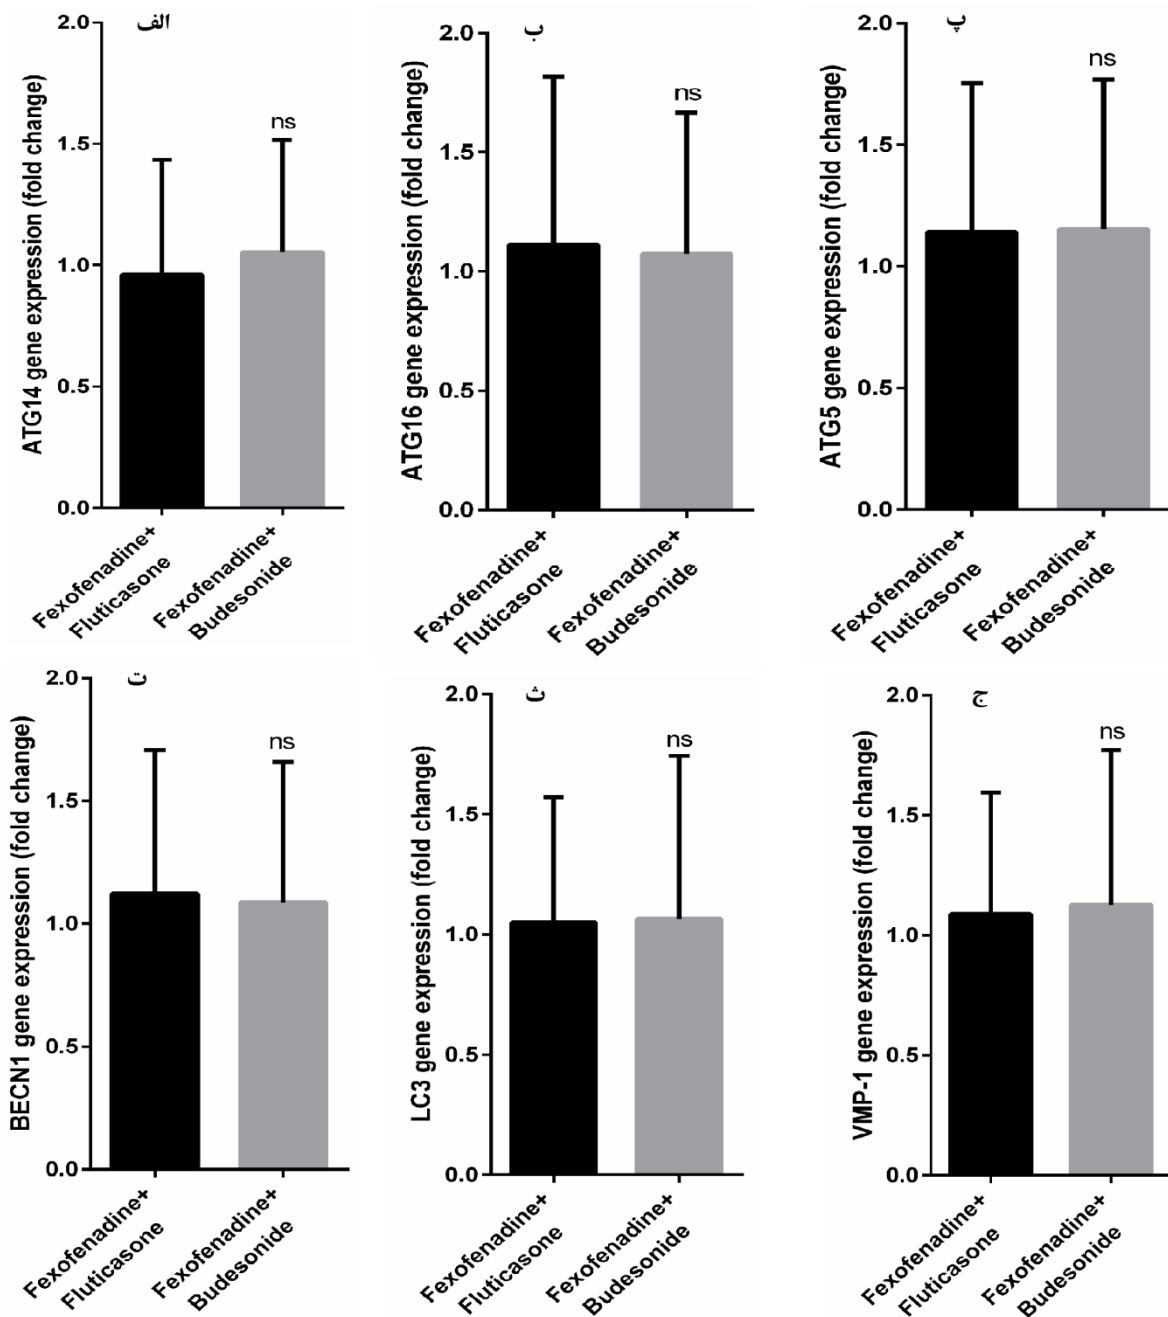 الف
ATG14 gene expression (fold change)
2.0
1.5
1.0
0.5
0.0
ns
Fexofenadine+
Fluticasone
Fexofenadine+
Budesonide
ب
ATG16 gene expression (fold change)
2.0
1.5
1.0
0.5
0.0
ns
Fexofenadine+
Fluticasone
Fexofenadine+
Budesonide
پ
ATG5 gene expression (fold change)
2.0
1.5
1.0
0.5
0.0
ns
Fexofenadine+
Fluticasone
Fexofenadine+
Budesonide
ت
BECN1 gene expression (fold change)
2.0
1.5
1.0
0.5
0.0
ns
Fexofenadine+
Fluticasone
Fexofenadine+
Budesonide
ث
LC3 gene expression (fold change)
2.0
1.5
1.0
0.5
0.0
ns
Fexofenadine+
Fluticasone
Fexofenadine+
Budesonide
ج
VMP-1 gene expression (fold change)
2.0
1.5
1.0
0.5
0.0
ns
Fexofenadine+
Fluticasone
Fexofenadine+
Budesonide